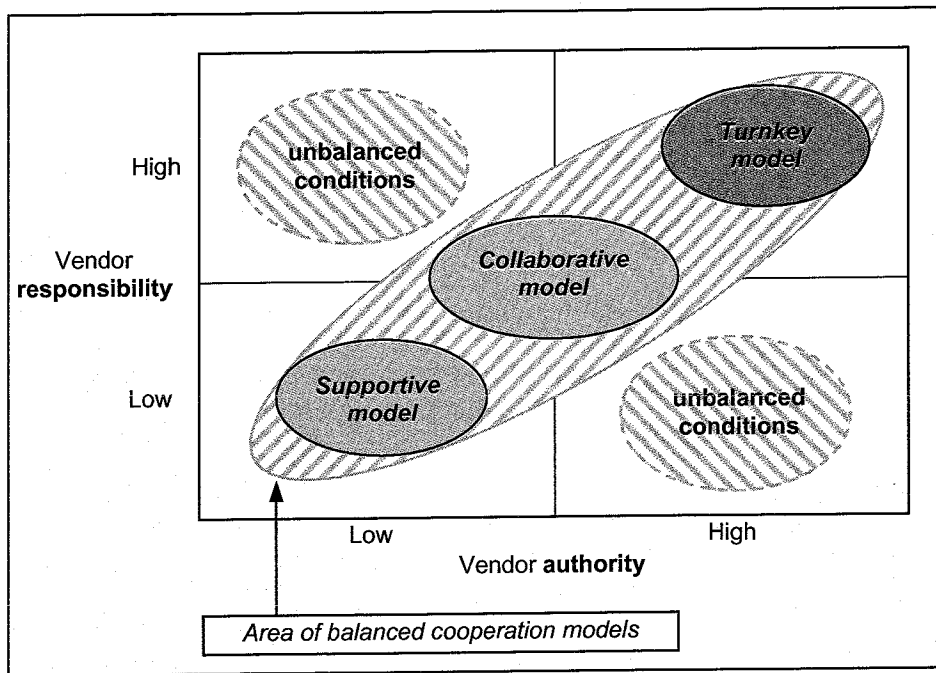 Turnkey
model
unbalanced
conditions
High
Collaborative
model
Vendor
responsibility
Supportive
model
Low
unbalanced
conditions
Low
High
Vendor authority
Area of balanced cooperation models